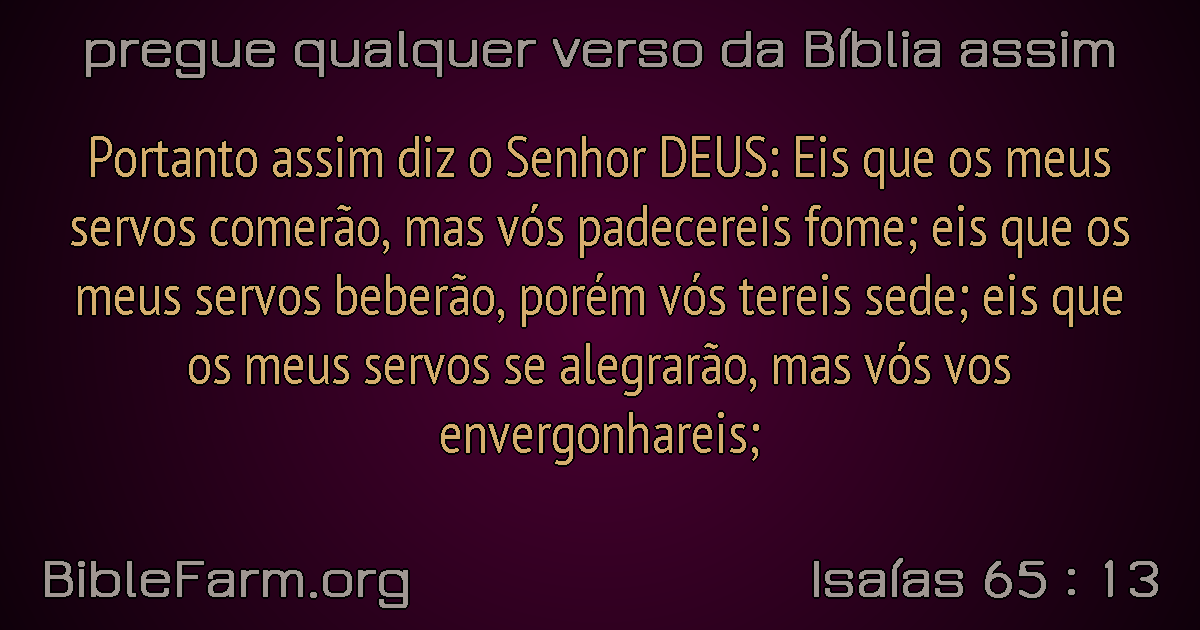 pregue qualquer verso da Bíblia assim
Portanto assim diz o Senhor DEUS: Eis que os meus
servos comerão, mas vós padecereis fome; eis que os
meus servos beberão, porém vós tereis sede; eis que
os meus servos se alegrarão, mas vós vos
envergonhareis;
BibleFarm.org
Isaías 65 : 13